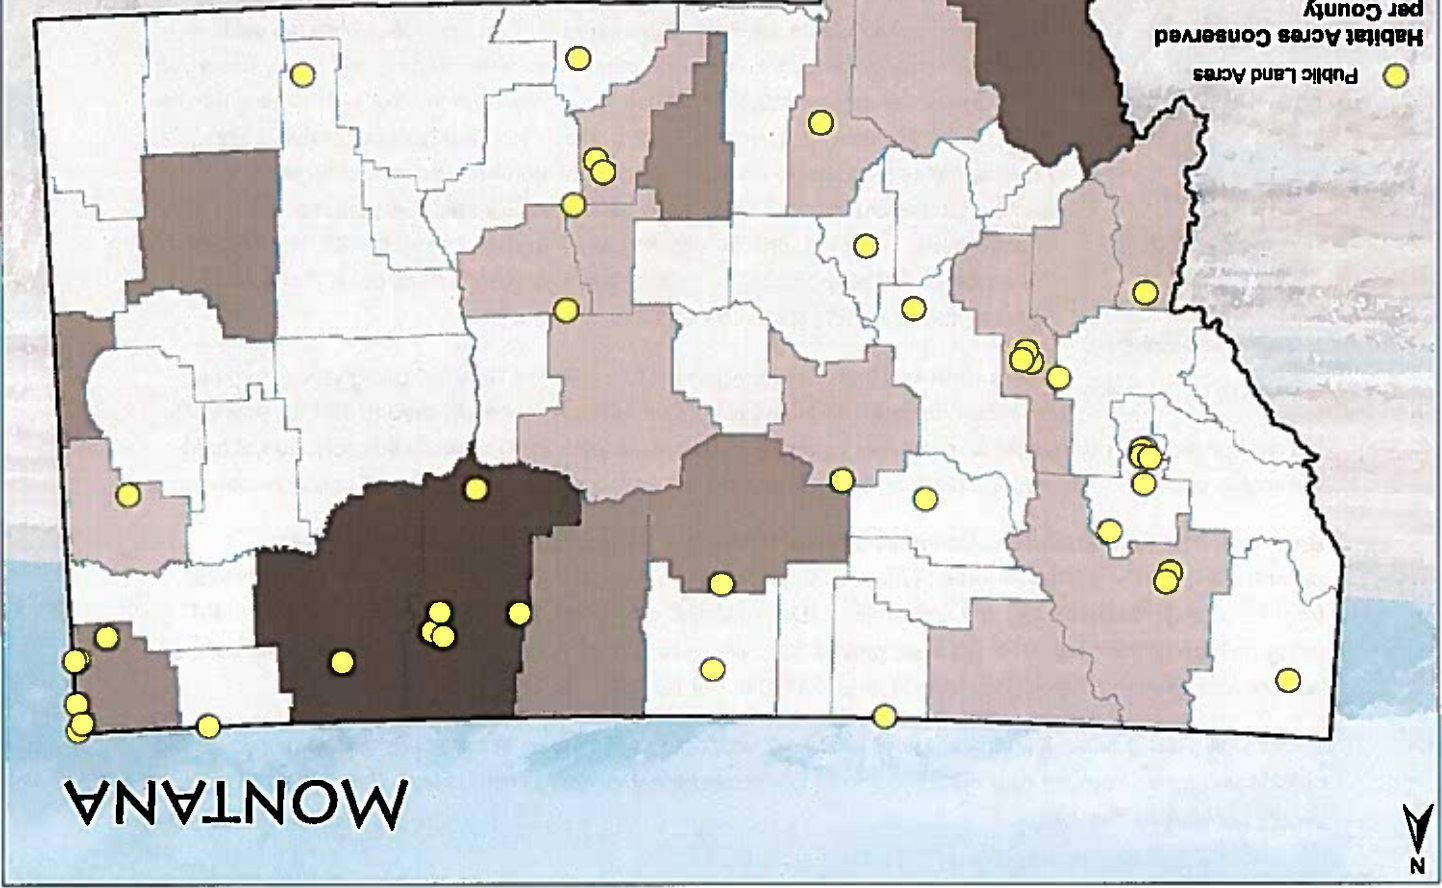 N
MONTANA
Public Land Acres
Habitat Acres Conserved
per County